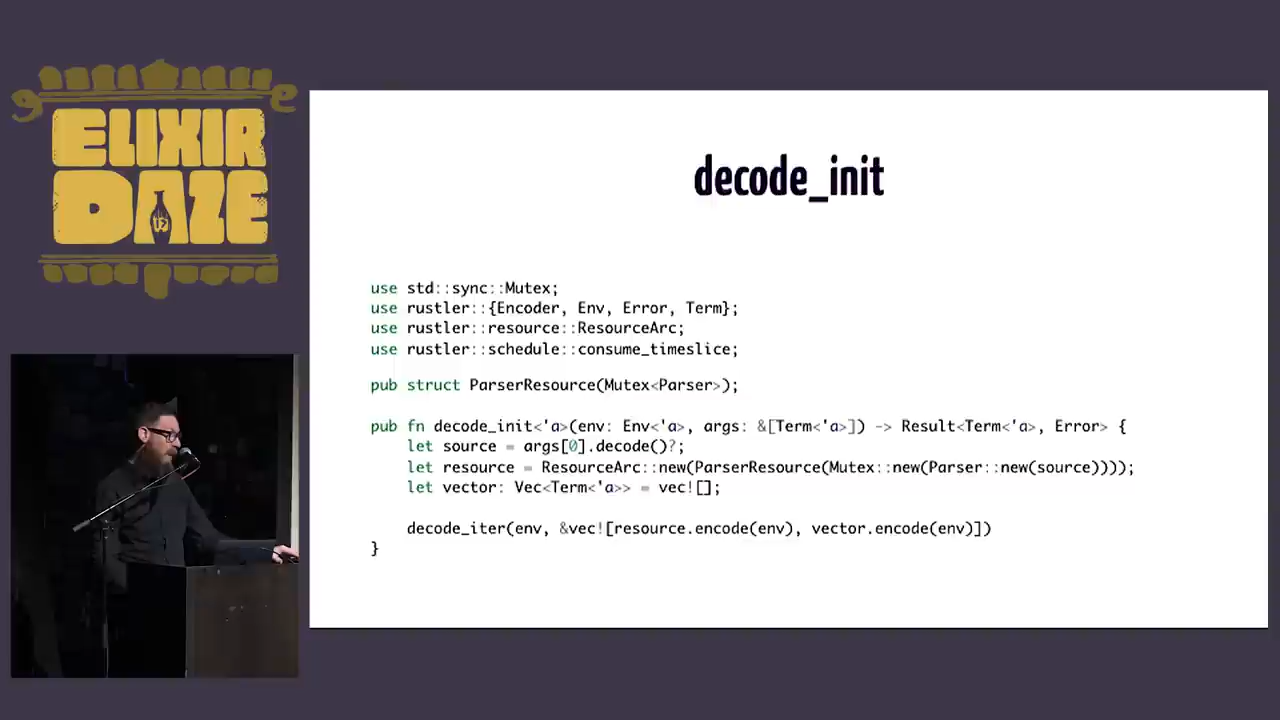 ELIXIR
DAZE
decode_init
use std::sync::Mutex;
use rustler::{Encoder, Env, Error, Term};
use rustler::resource::ResourceArc;
use rustler::schedule::consume_timeslice;
pub struct ParserResource(Mutex<Parser>);
pub fn decode_init<'a>(env: Env<'a>, args: &[Term<'a>]) -> Result<Term<'a>, Error> {
    let source = args[0].decode()?;
    let resource = ResourceArc::new(ParserResource(Mutex::new(Parser::new(source))));
    let vector: Vec<Term<'a>> = vec![];
    decode_iter(env, &vec![resource.encode(env), vector.encode(env)])
}